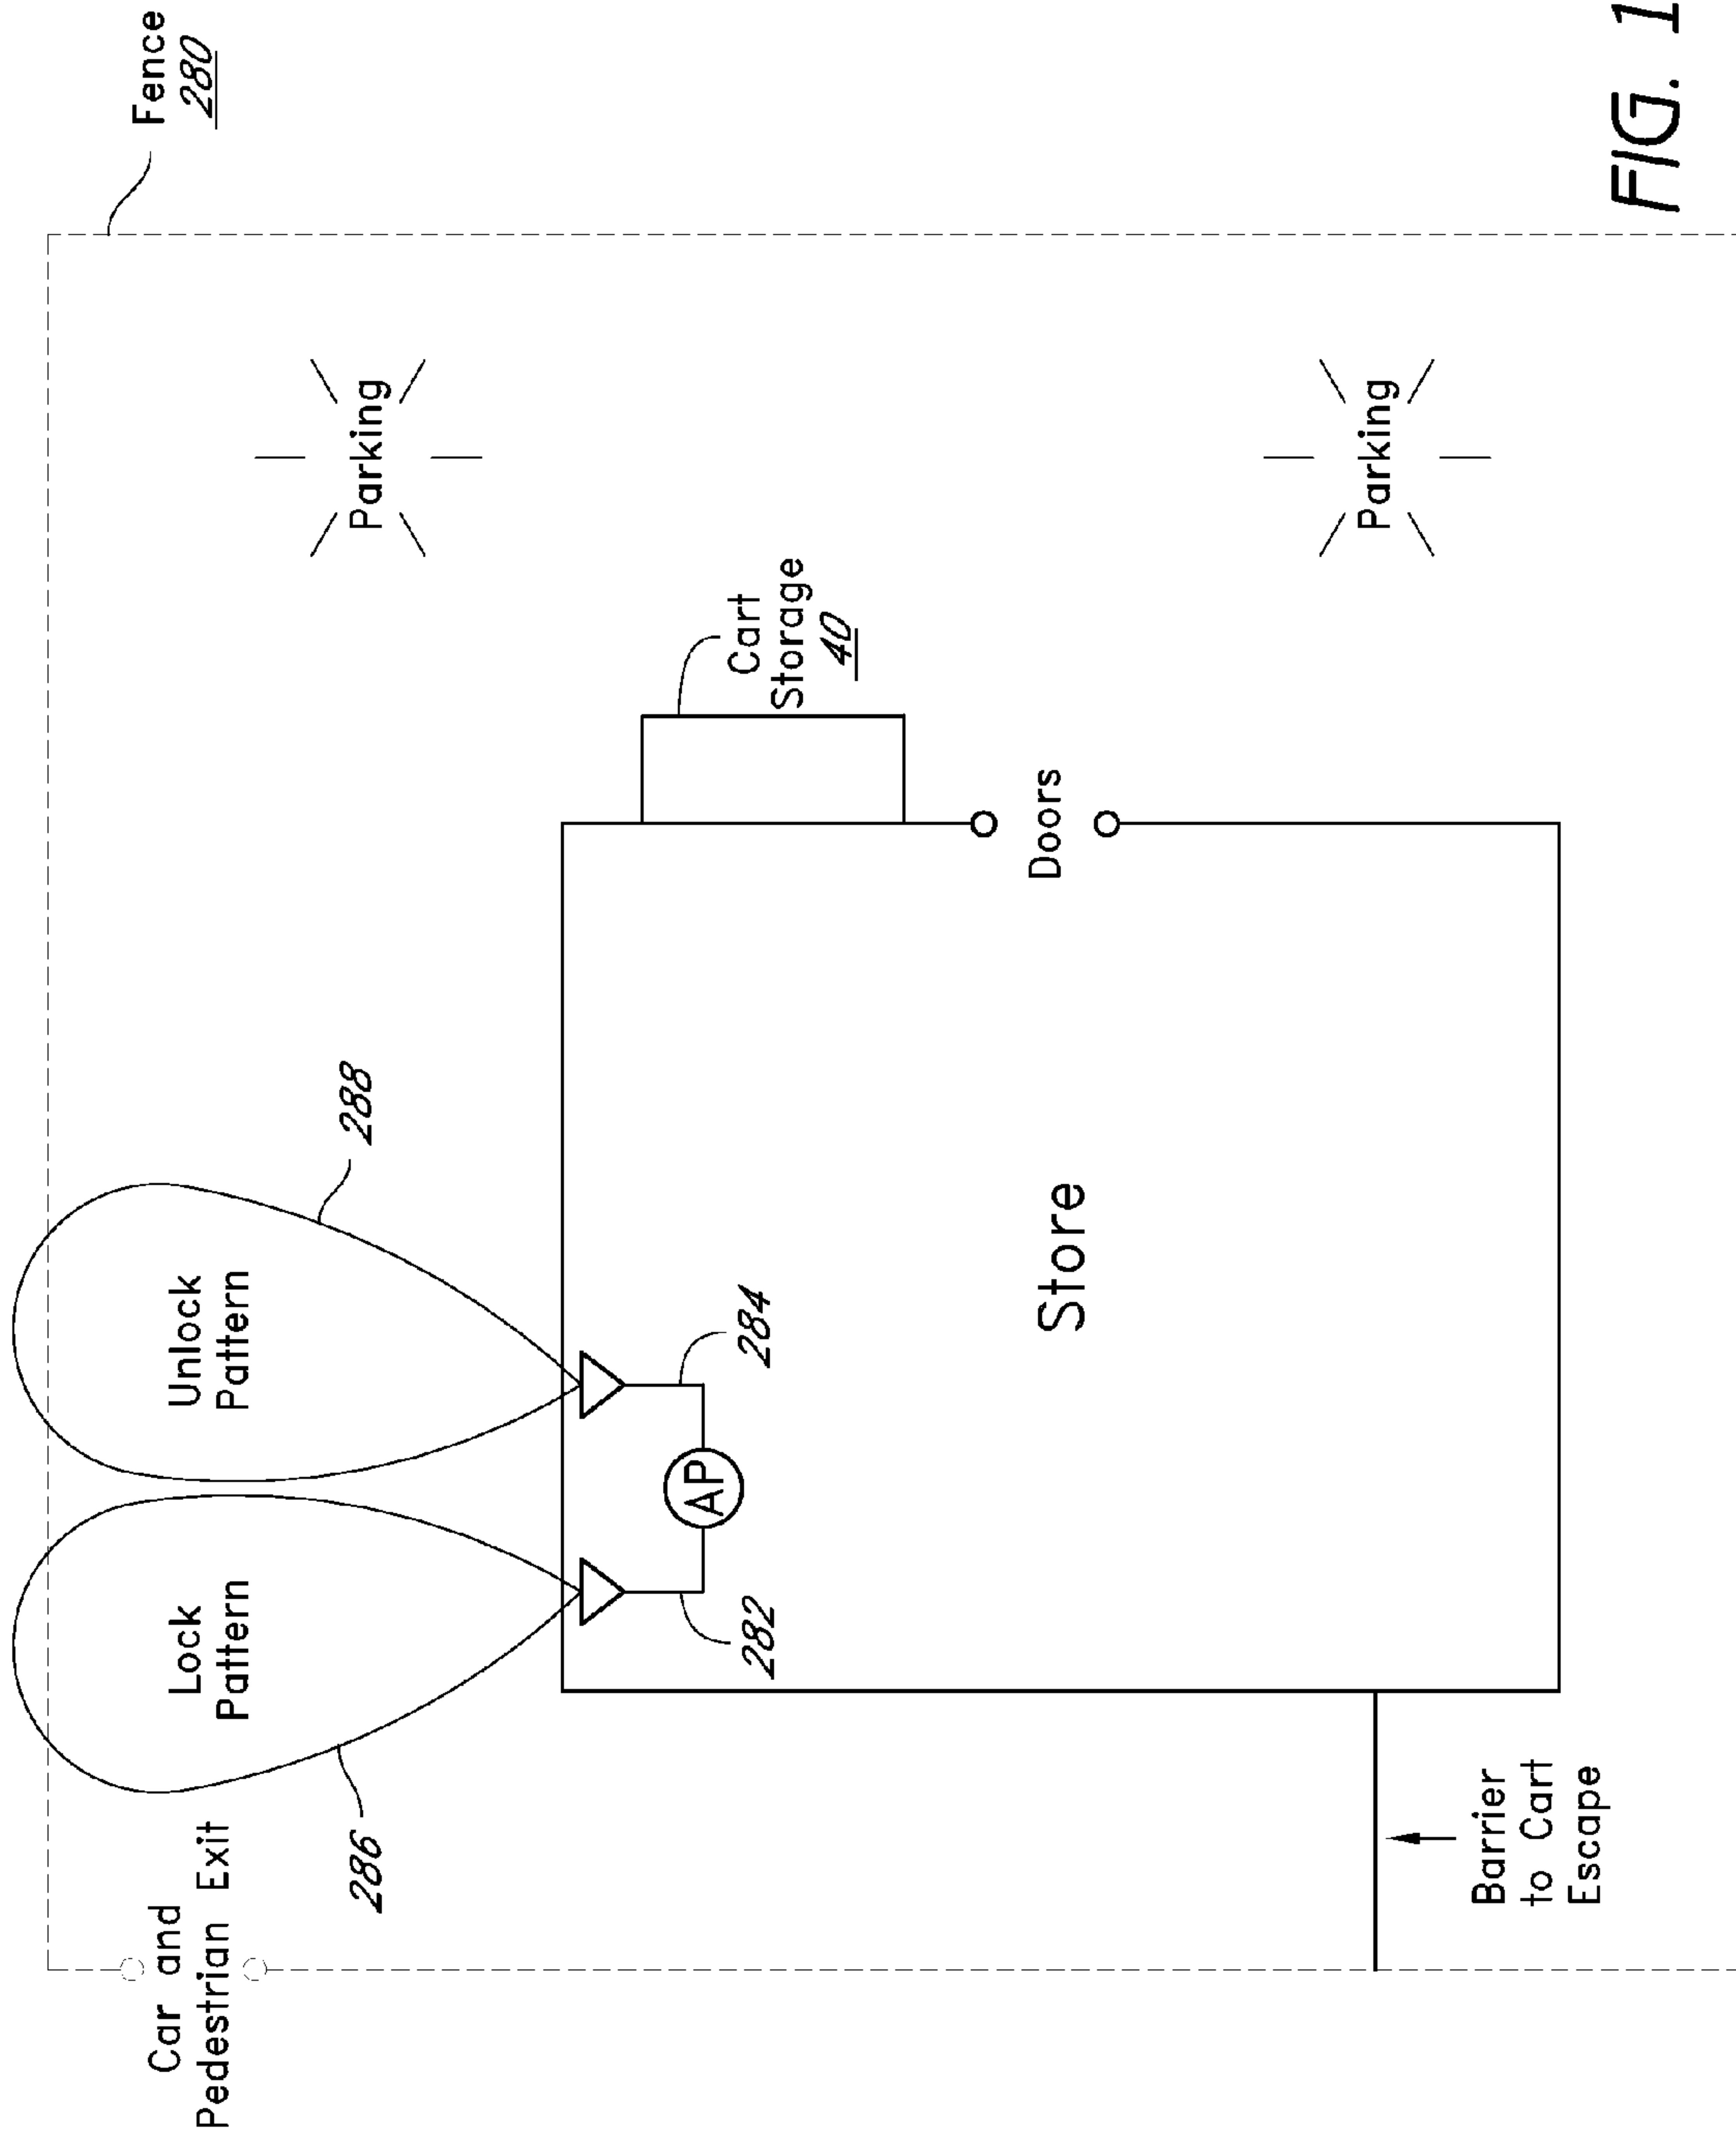 Car and
Pedestrian Exit
Lock
Pattern
Unlock
Pattern
Fence
280
286
288
Parking
282
AP
284
Cart
Storage
40
Store
Doors
Barrier
to Cart
Escape
Parking
FIG. 1